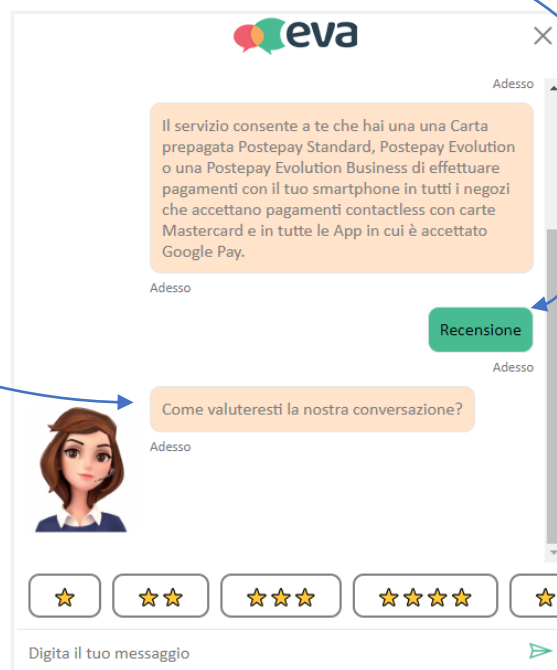 eva
Adesso
Il servizio consente a te che hai una una Carta
prepagata Postepay Standard, Postepay Evolution
o una Postepay Evolution Business di effettuare
pagamenti con il tuo smartphone in tutti i negozi
che accettano pagamenti contactless con carte
Mastercard e in tutte le App in cui è accettato
Google Pay.
Adesso
Recensione
Adesso
Come valuteresti la nostra conversazione?
Adesso
Digita il tuo messaggio